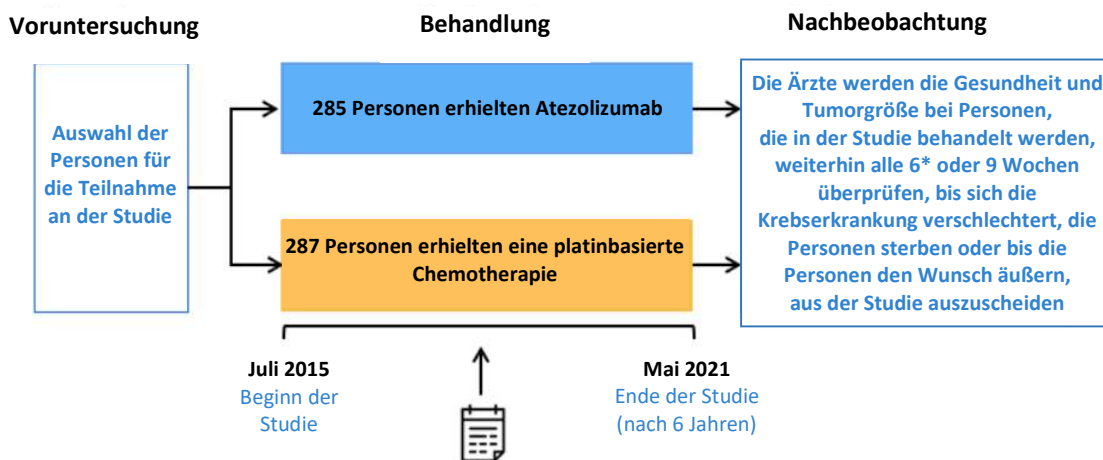 Voruntersuchung
Behandlung
Nachbeobachtung
Auswahl der
Personen für
die Teilnahme
an der Studie
285 Personen erhielten Atezolizumab
287 Personen erhielten eine platinbasierte
Chemotherapie
Die Ärzte werden die Gesundheit und
Tumorgröße bei Personen,
die in der Studie behandelt werden,
weiterhin alle 6* oder 9 Wochen
überprüfen, bis sich die
Krebserkrankung verschlechtert, die
Personen sterben oder bis die
Personen den Wunsch äußern,
aus der Studie auszuscheiden
Juli 2015
Beginn der
Studie
Mai 2021
Ende der Studie
(nach 6 Jahren)